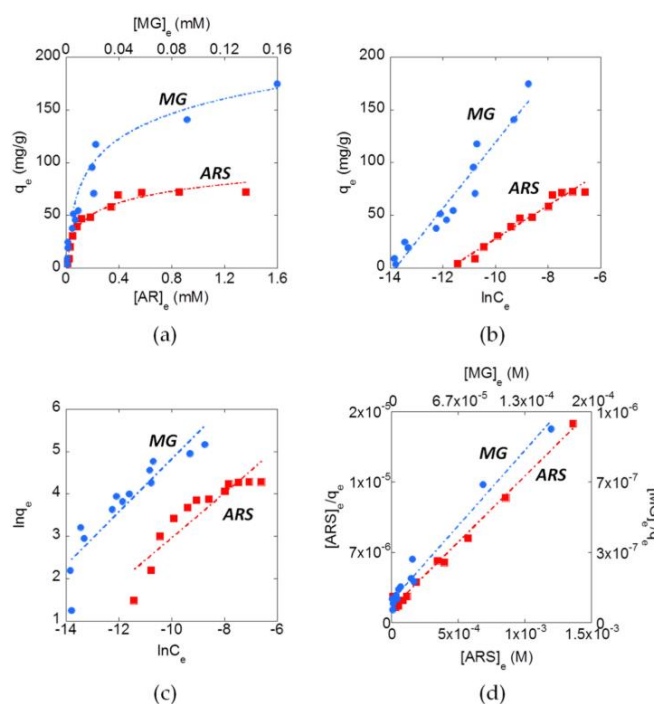 [MG]e (mM)
0 0.04 0.08 0.12 0.16
200
150
100
50
0
qe (mg/g)
MG
ARS
0 0.4 0.8 1.2 1.6
[AR]e (mM)
(a)
200
150
100
50
0
qe (mg/g)
MG
ARS
-14 -12 -10 -8 -6
lnCe
(b)
6
5
4
3
2
1
lnqe
MG
ARS
-14 -12 -10 -8 -6
lnCe
(c)
[MG]e (M)
0 6.7x10-5 1.3x10-4 2x10-4
2x10-5
1x10-5
7x10-6
0
[ARS]e/qe
MG
ARS
1x10-6
7x10-7
3x10-7
0
[MG]e/qe
0 5x10-4 1x10-3 1.5x10-3
[ARS]e (M)
(d)